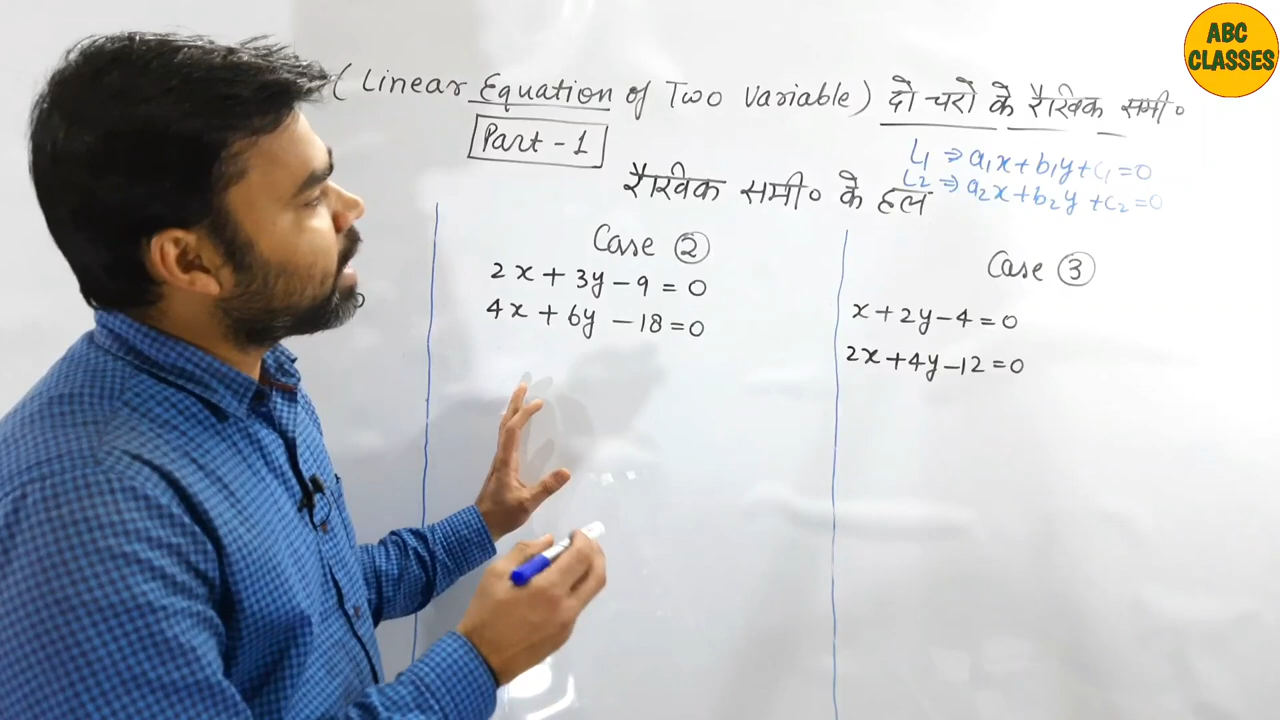 ABC
CLASSES
(Linear Equation of Two Variable) दो चरो के रैखिक समी०
Part-1
L₁ ⇒ a₁x+b₁y+c₁=0
L₂ ⇒ a₂x+b₂y+c₂=0
रैखिक समी० के हल
Case ②
2x+3y-9=0
4x+6y-18=0
Case ③
x+2y-4=0
2x+4y-12=0